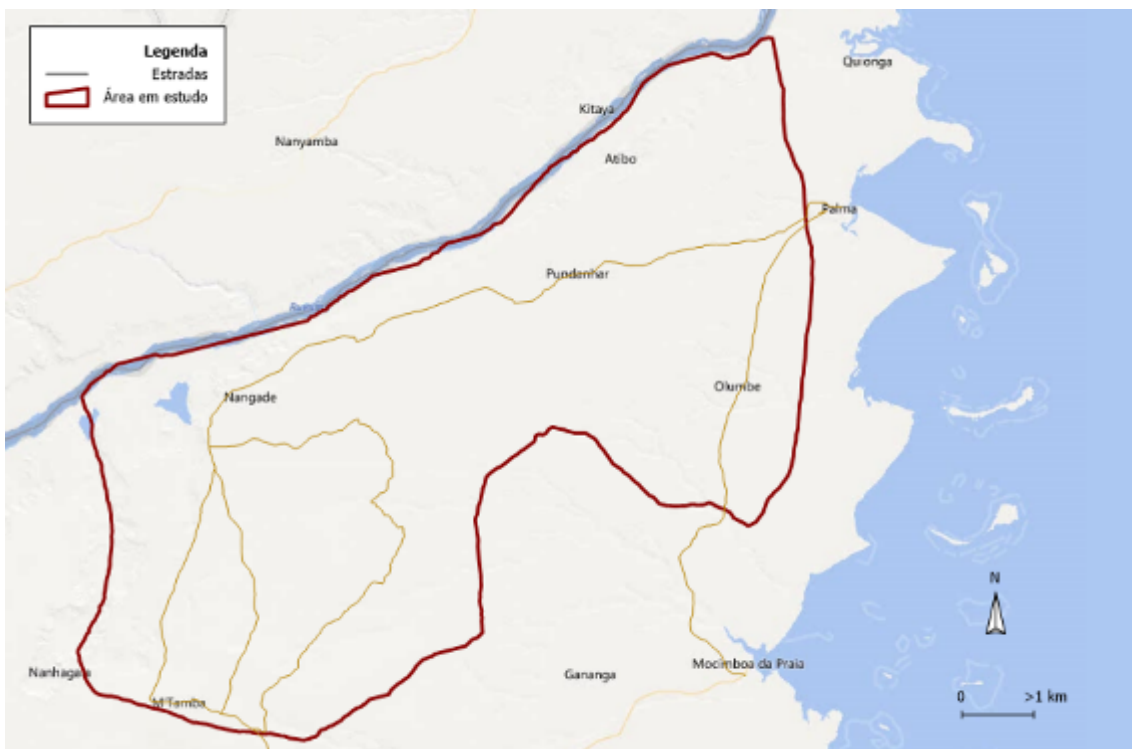 Legenda
Estradas
Área em estudo
Quionga
Kitaya
Nanyamba
Atibo
Palma
Pundanhar
Nangade
Olumbe
Nanhagaia
M'Tamba
Gananga
Mocimboa da Praia
N
0 >1 km